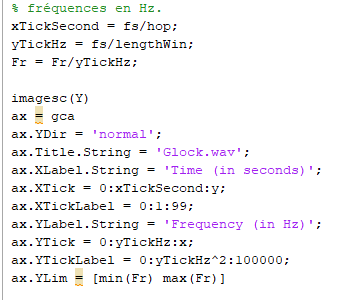 % fréquences en Hz.
xTickSecond = fs/hop;
yTickHz = fs/lengthWin;
Fr = Fr/yTickHz;

imagesc(Y)
ax = gca
ax.YDir = 'normal';
ax.Title.String = 'Glock.wav';
ax.XLabel.String = 'Time (in seconds)';
ax.XTick = 0:xTickSecond:y;
ax.XTickLabel = 0:1:99;
ax.YLabel.String = 'Frequency (in Hz)';
ax.YTick = 0:yTickHz:x;
ax.YTickLabel = 0:yTickHz^2:100000;
ax.YLim = [min(Fr) max(Fr)]